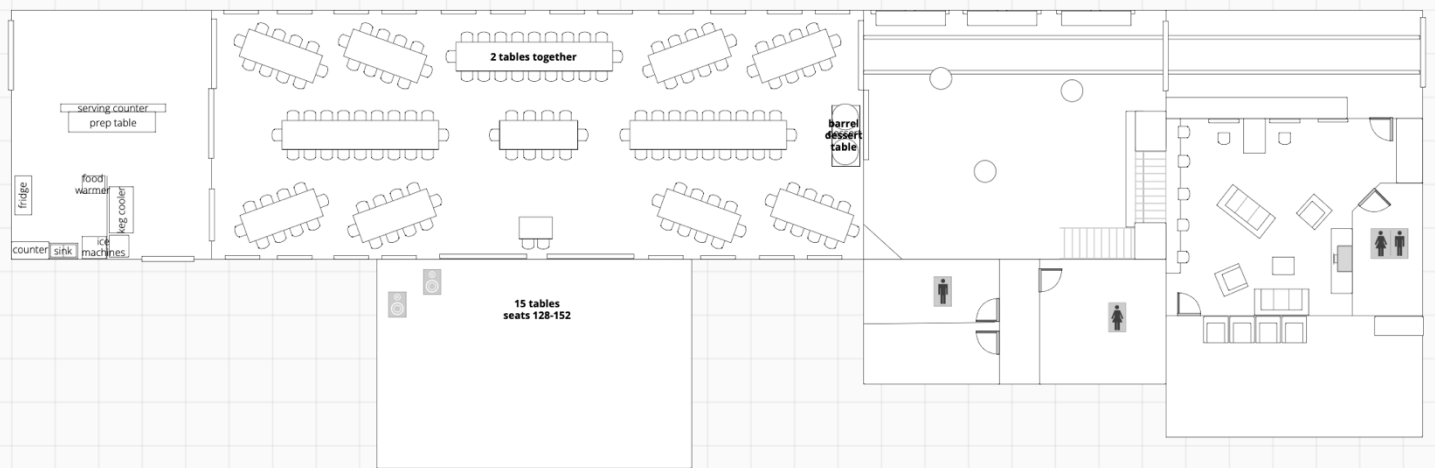 2 tables together
serving counter
prep table
barrel
dessert
table
food
warmer
fridge
keg cooler
counter
sink
ice
machines
15 tables
seats 128-152